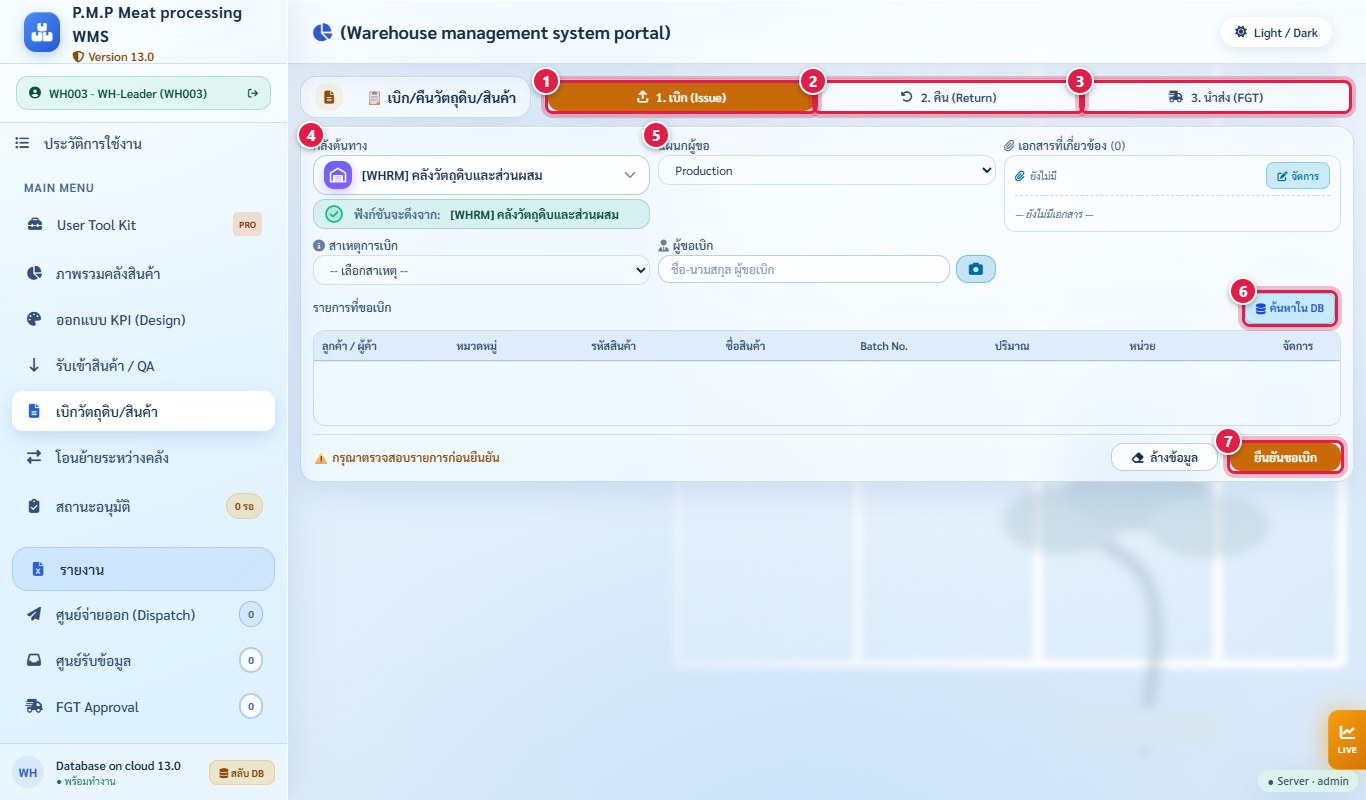 P.M.P Meat processing
WMS
Version 13.0
(Warehouse management system portal)
Light / Dark
WH003 - WH-Leader (WH003)
ประวัติการใช้งาน
MAIN MENU
User Tool Kit
PRO
ภาพรวมคลังสินค้า
ออกแบบ KPI (Design)
รับเข้าสินค้า / QA
เบิกวัตถุดิบ/สินค้า
โอนย้ายระหว่างคลัง
สถานะอนุมัติ
0 รอ
รายงาน
ศูนย์จ่ายออก (Dispatch)
0
ศูนย์รับข้อมูล
0
FGT Approval
0
WH
Database on cloud 13.0
● พร้อมทำงาน
สลับ DB
เบิก/คืนวัตถุดิบ/สินค้า
1
1. เบิก (Issue)
2
2. คืน (Return)
3
3. นำส่ง (FGT)
4
คลังต้นทาง
[WHRM] คลังวัตถุดิบและส่วนผสม
ฟังก์ชันจะดึงจาก: [WHRM] คลังวัตถุดิบและส่วนผสม
5
แผนกผู้ขอ
Production
เอกสารที่เกี่ยวข้อง (0)
ยังไม่มี
จัดการ
— ยังไม่มีเอกสาร —
สาเหตุการเบิก
-- เลือกสาเหตุ --
ผู้ขอเบิก
ชื่อ-นามสกุล ผู้ขอเบิก
รายการที่ขอเบิก
6
ค้นหาใน DB
ลูกค้า / ผู้ค้า หมวดหมู่ รหัสสินค้า ชื่อสินค้า Batch No. ปริมาณ หน่วย จัดการ
กรุณาตรวจสอบรายการก่อนยืนยัน
ล้างข้อมูล
7
ยืนยันขอเบิก
LIVE
● Server · admin